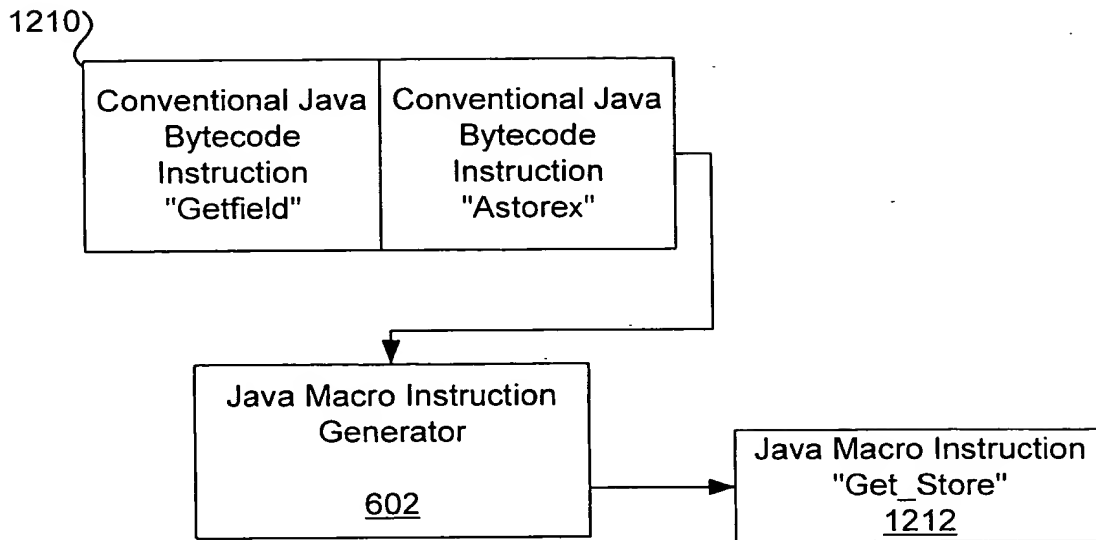 1210
Conventional Java
Bytecode
Instruction
"Getfield"
Conventional Java
Bytecode
Instruction
"Astorex"
Java Macro Instruction
Generator
602
Java Macro Instruction
"Get_Store"
1212